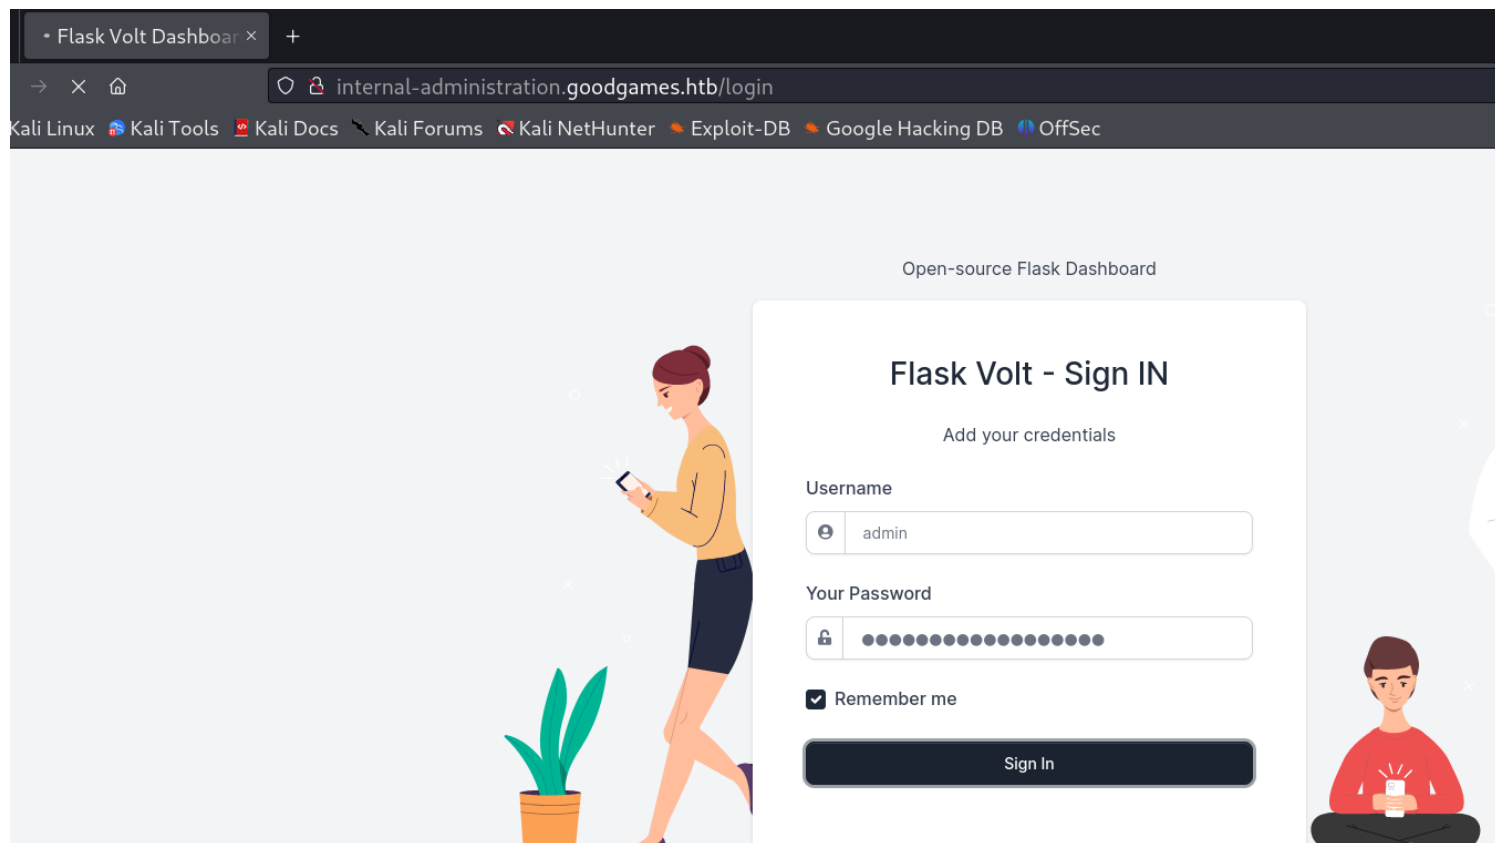 Flask Volt Dashboar
internal-administration.goodgames.htb/login
Kali Linux Kali Tools Kali Docs Kali Forums Kali NetHunter Exploit-DB Google Hacking DB OffSec
Open-source Flask Dashboard
Flask Volt - Sign IN
Add your credentials
Username
admin
Your Password
Remember me
Sign In